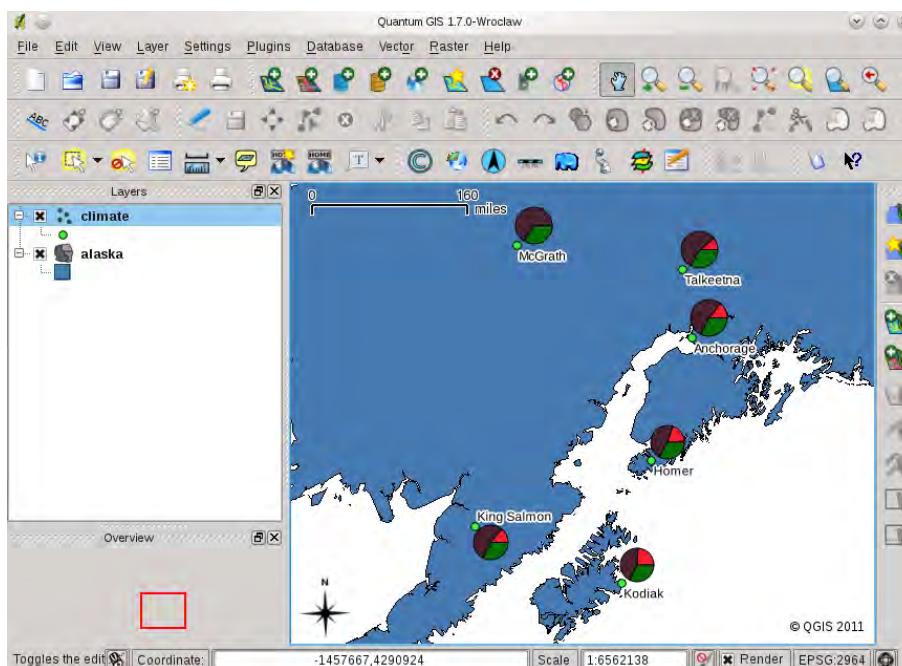 Quantum GIS 1.7.0-Wroclaw
File Edit View Layer Settings Plugins Database Vector Raster Help
ABC
HOME
T
©
?
Layers
climate
alaska
Overview
0 160
miles
McGrath
Talkeetna
Anchorage
Homer
King Salmon
Kodiak
N
© QGIS 2011
Toggles the edit Coordinate: -1457667,4290924 Scale 1:6562138 Render EPSG:2964